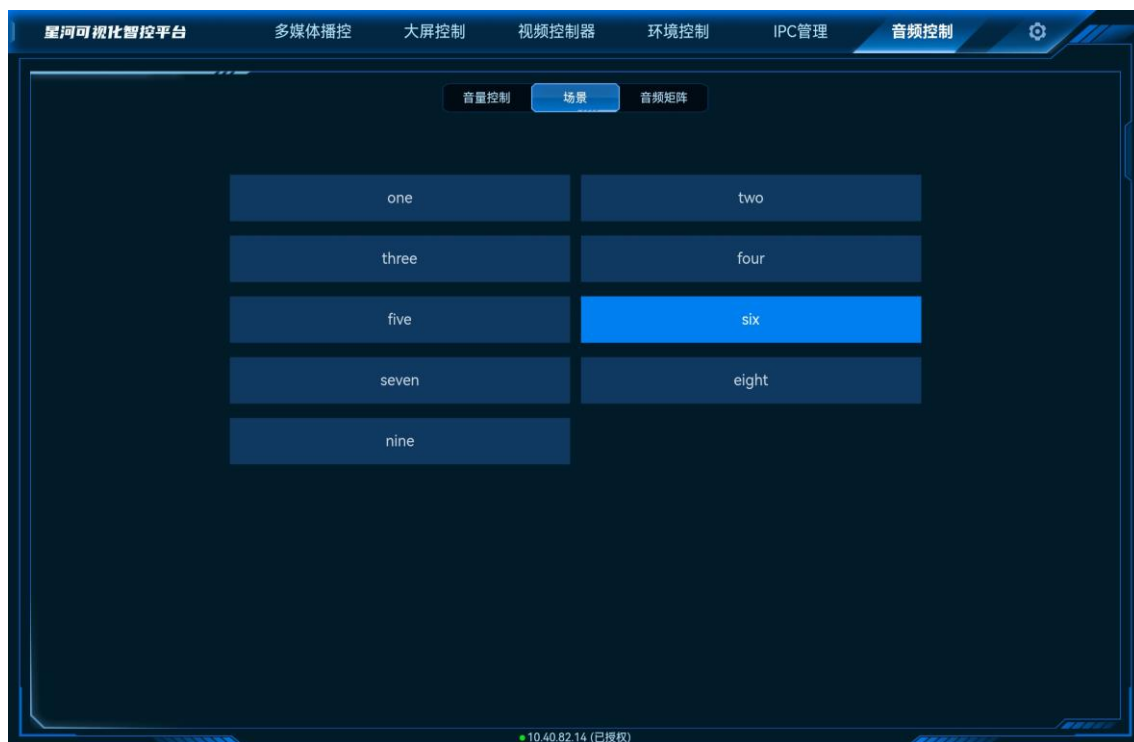 星河可视化智控平台 多媒体播控 大屏控制 视频控制器 环境控制 IPC管理 音频控制
音量控制 场景 音频矩阵
one two
three four
five six
seven eight
nine
10.40.82.14 (已授权)